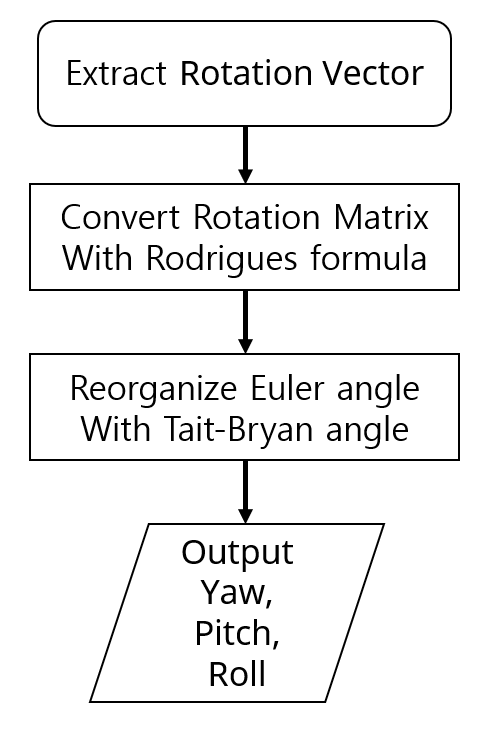 Extract Rotation Vector
Convert Rotation Matrix
With Rodrigues formula
Reorganize Euler angle
With Tait-Bryan angle
Output
Yaw,
Pitch,
Roll